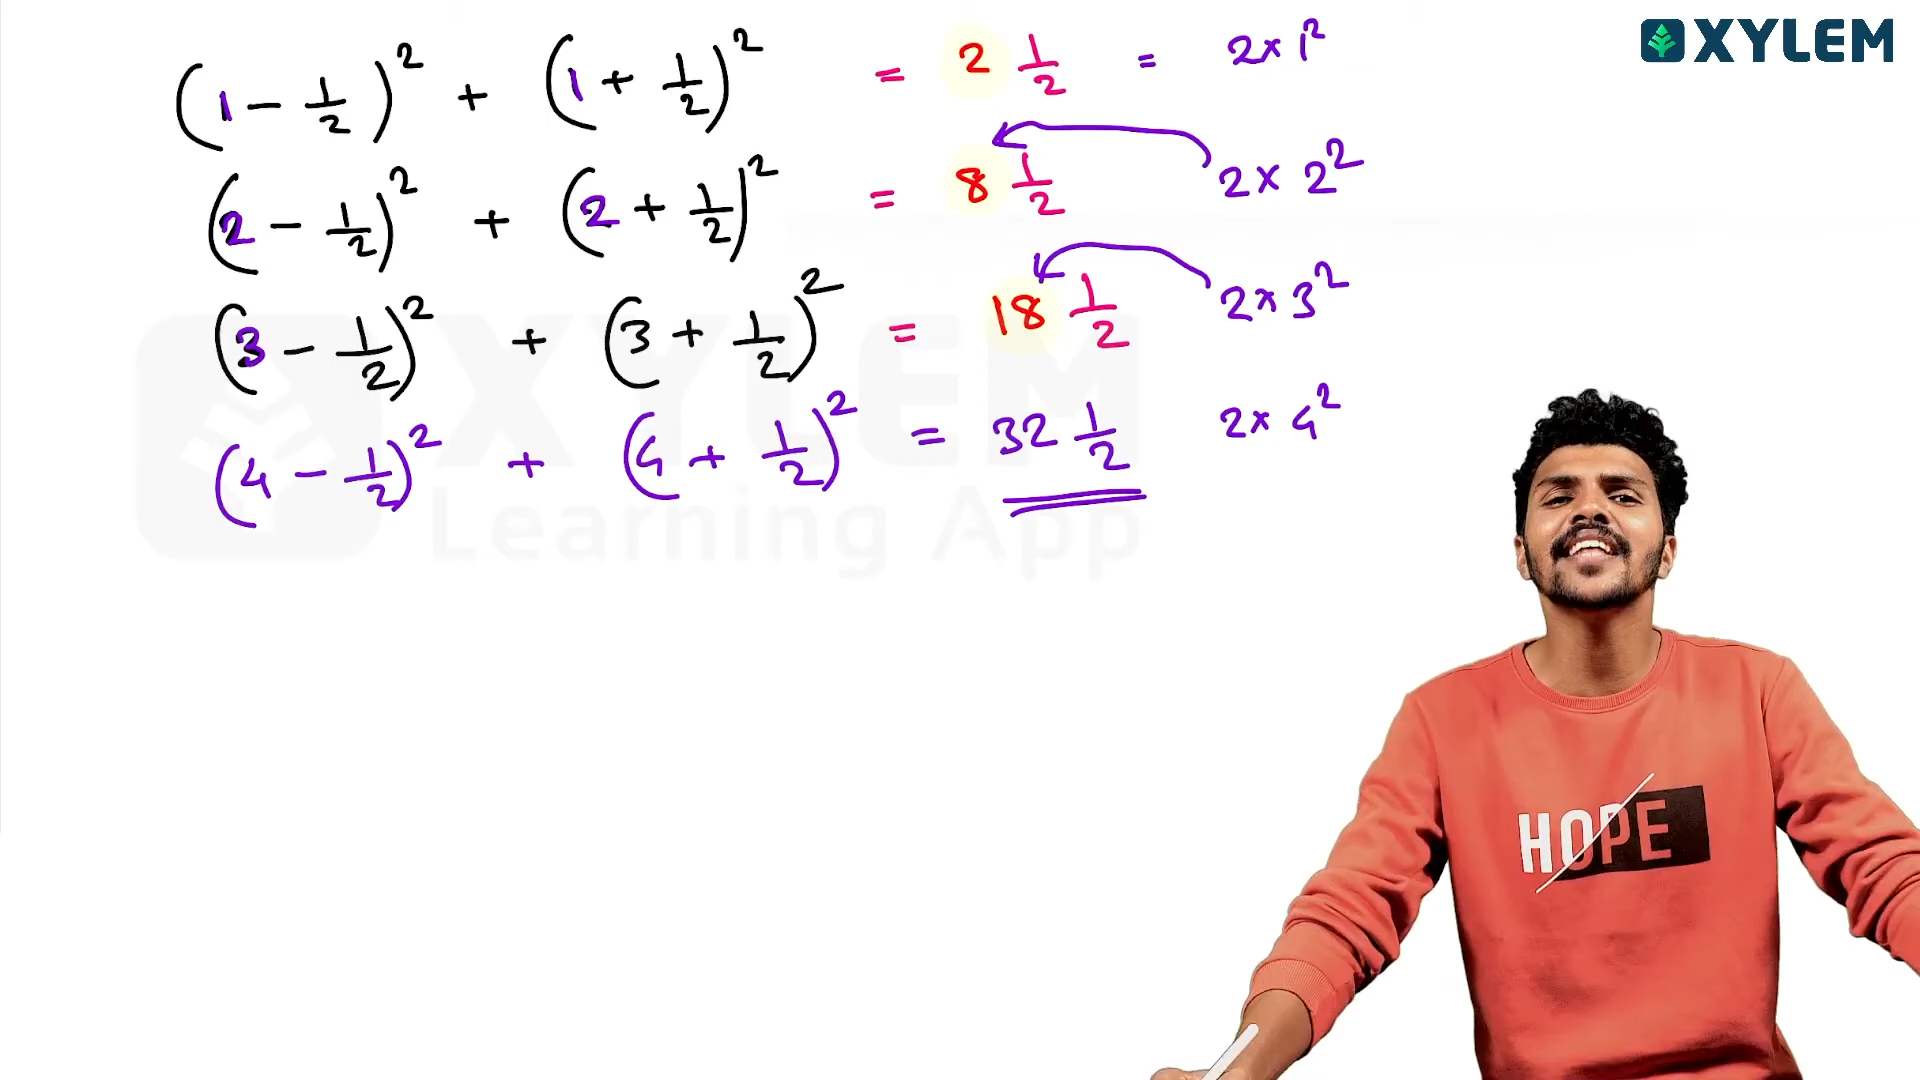 XYLEM
(1 - 1/2)² + (1 + 1/2)² = 2 1/2 = 2 × 1²
(2 - 1/2)² + (2 + 1/2)² = 8 1/2 2 × 2²
(3 - 1/2)² + (3 + 1/2)² = 18 1/2 2 × 3²
(4 - 1/2)² + (4 + 1/2)² = 32 1/2 2 × 4²
XYLEM
Learning App
HOPE